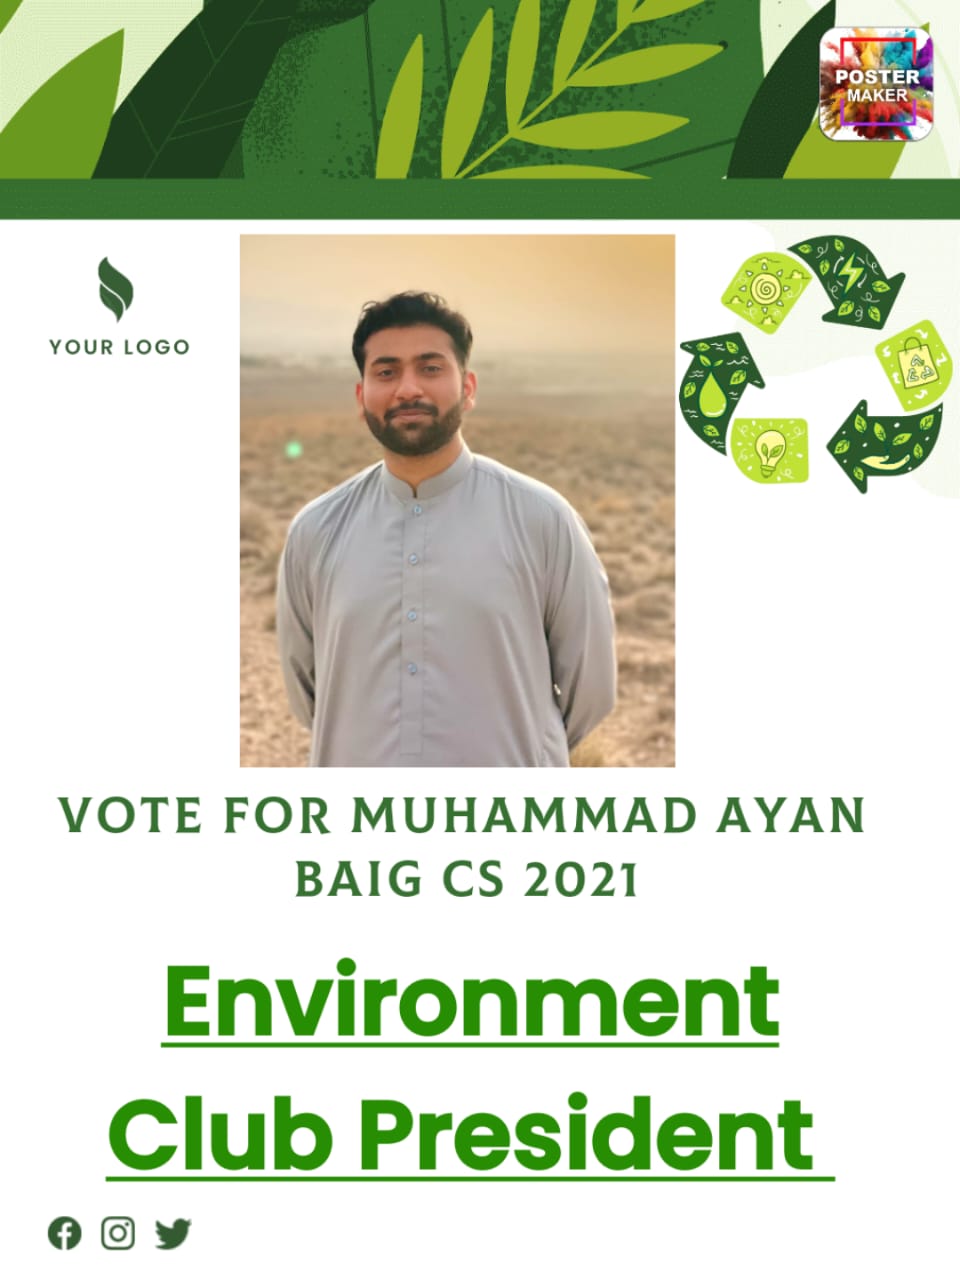 POSTER
MAKER
YOUR LOGO
VOTE FOR MUHAMMAD AYAN
BAIG CS 2021
Environment
Club President